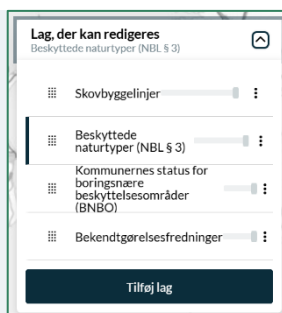 Lag, der kan redigeres
Beskyttede naturtyper (NBL § 3)
Skovbyggelinjer
Beskyttede
naturtyper (NBL § 3)
Kommunernes status for
boringsnære
beskyttelsesområder
(BNBO)
Bekendtgørelsesfredninger
Tilføj lag